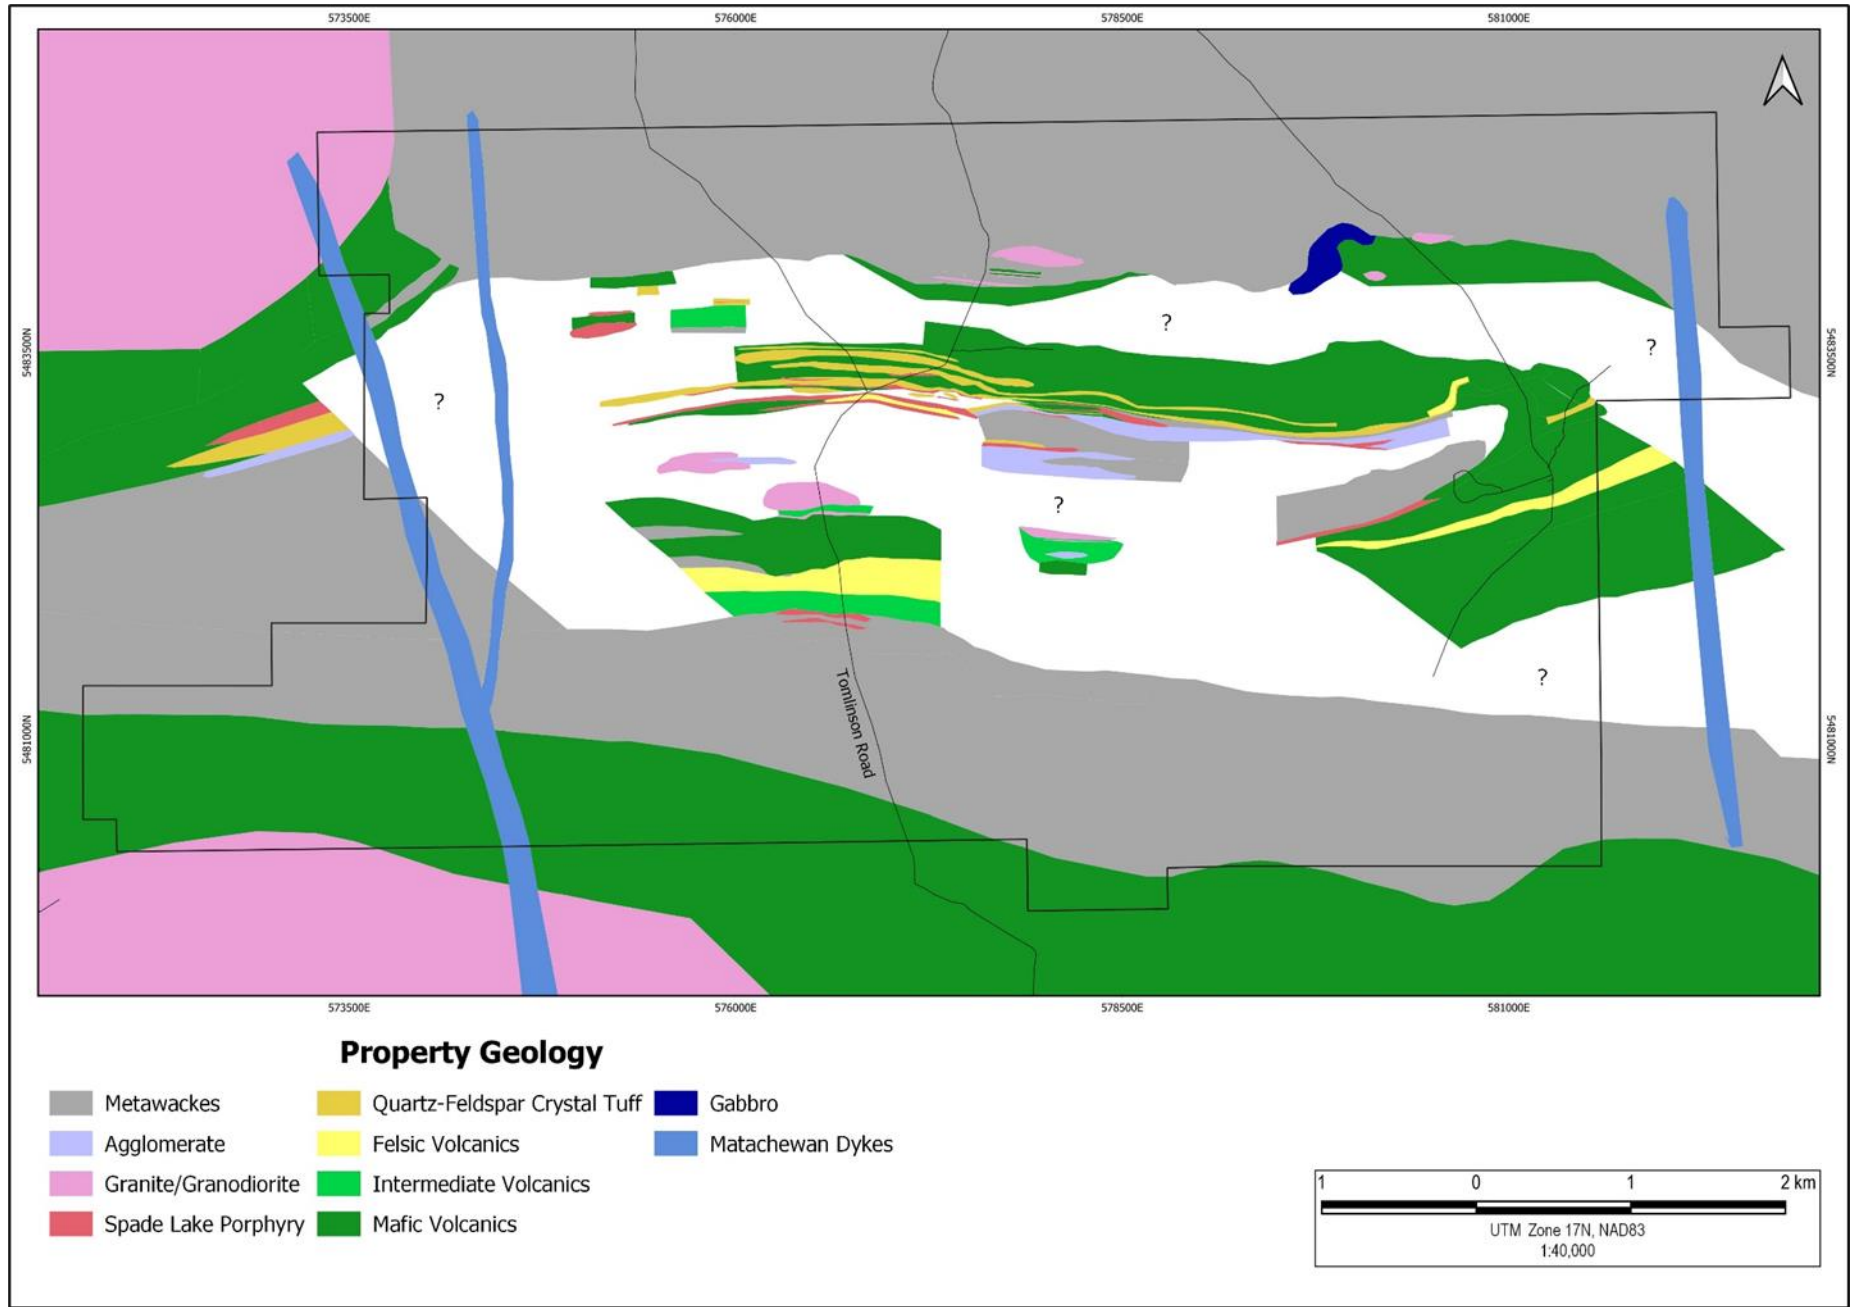 573500E 576000E 578500E 581000E
5483500N
5483500N
?
?
?
?
?
5481000N
5481000N
Tomlinson Road
573500E 576000E 578500E 581000E
Property Geology
Metawackes
Agglomerate
Granite/Granodiorite
Spade Lake Porphyry
Quartz-Feldspar Crystal Tuff
Felsic Volcanics
Intermediate Volcanics
Mafic Volcanics
Gabbro
Matachewan Dykes
1 0 1 2 km
UTM Zone 17N, NAD83
1:40,000